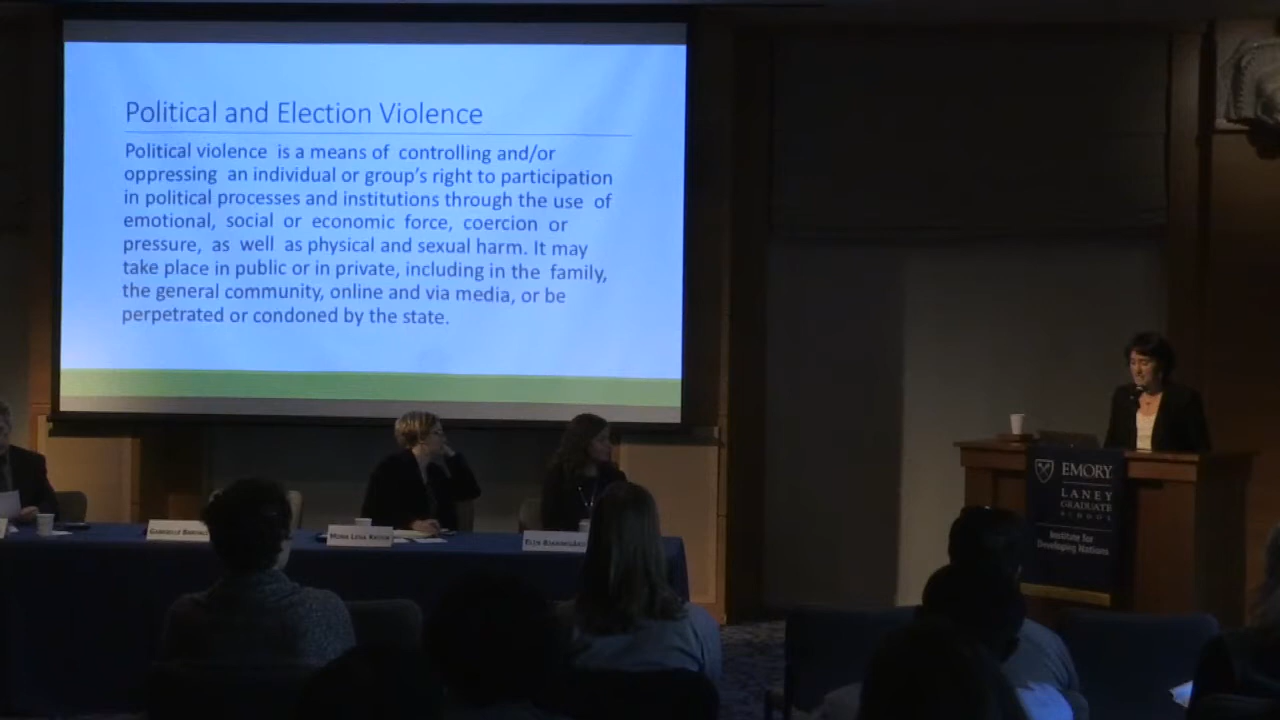 Political and Election Violence
Political violence is a means of controlling and/or
oppressing an individual or group's right to participation
in political processes and institutions through the use of
emotional, social or economic force, coercion or
pressure, as well as physical and sexual harm. It may
take place in public or in private, including in the family,
the general community, online and via media, or be
perpetrated or condoned by the state.
EMORY
LANEY
GRADUATE
SCHOOL
Institute for
Developing Nations
Mona Lena Krook